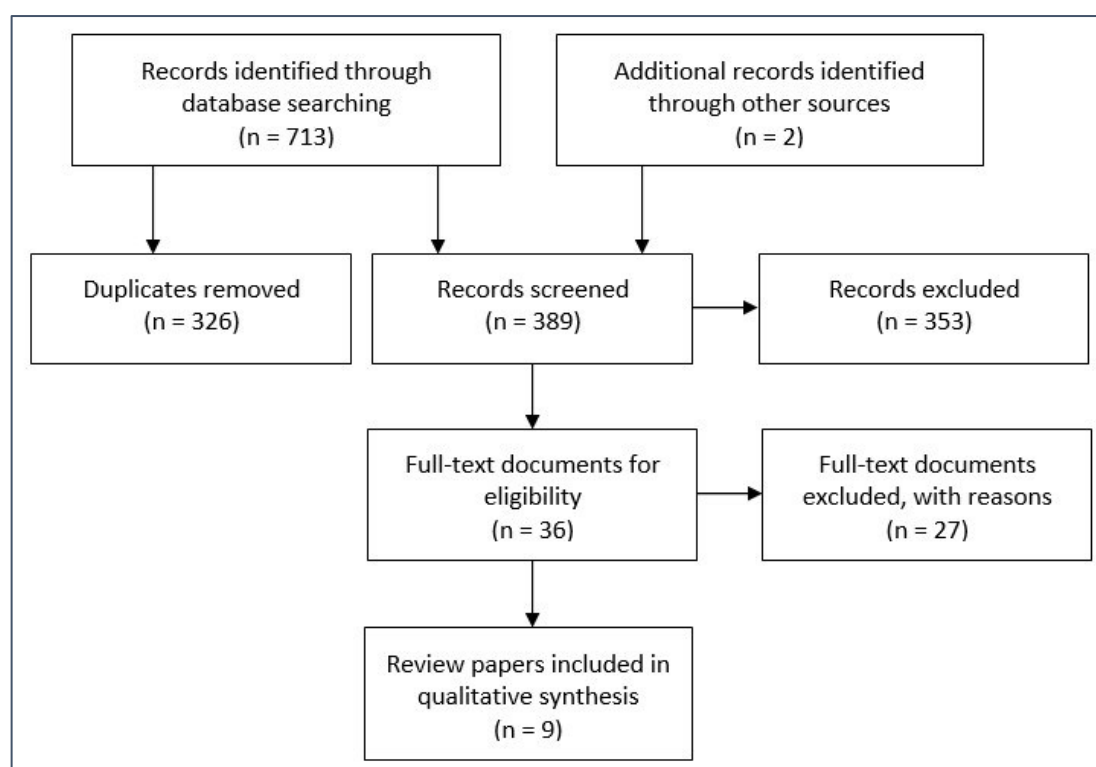 Records identified through
database searching
(n = 713)
Additional records identified
through other sources
(n = 2)
Duplicates removed
(n = 326)
Records screened
(n = 389)
Records excluded
(n = 353)
Full-text documents for
eligibility
(n = 36)
Full-text documents
excluded, with reasons
(n = 27)
Review papers included in
qualitative synthesis
(n = 9)